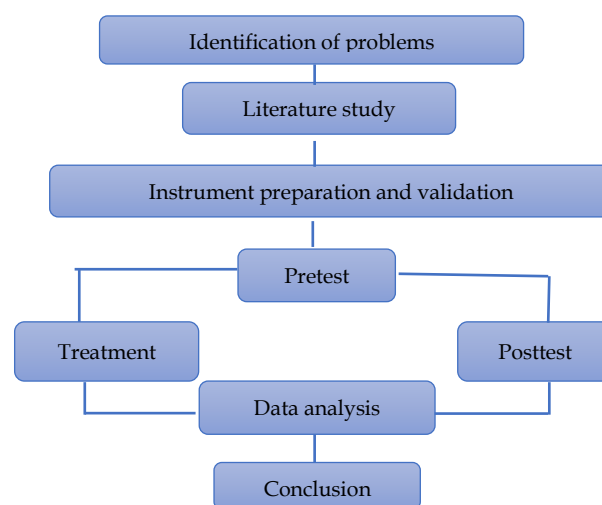 Identification of problems
Literature study
Instrument preparation and validation
Pretest
Treatment
Posttest
Data analysis
Conclusion